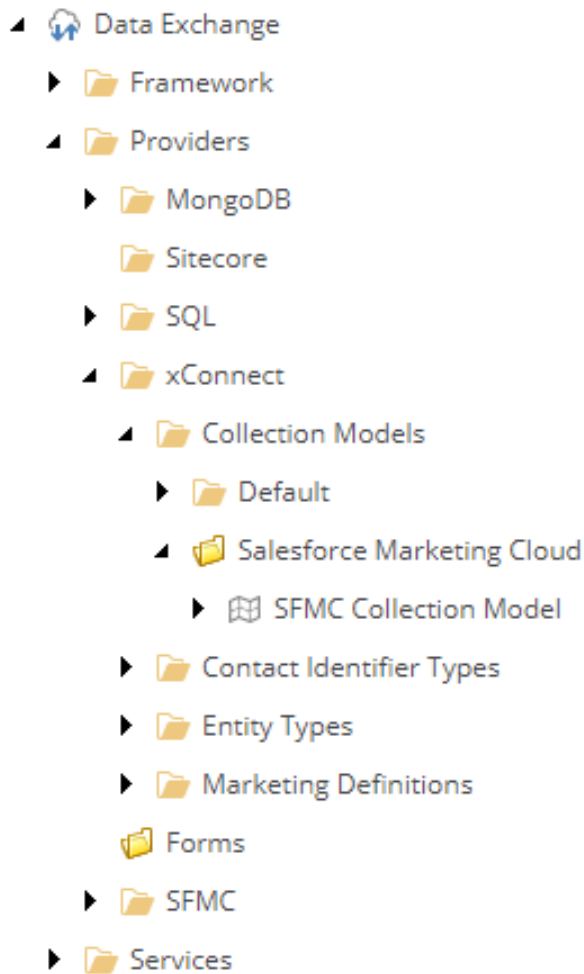 Data Exchange
Framework
Providers
MongoDB
Sitecore
SQL
xConnect
Collection Models
Default
Salesforce Marketing Cloud
SFMC Collection Model
Contact Identifier Types
Entity Types
Marketing Definitions
Forms
SFMC
Services